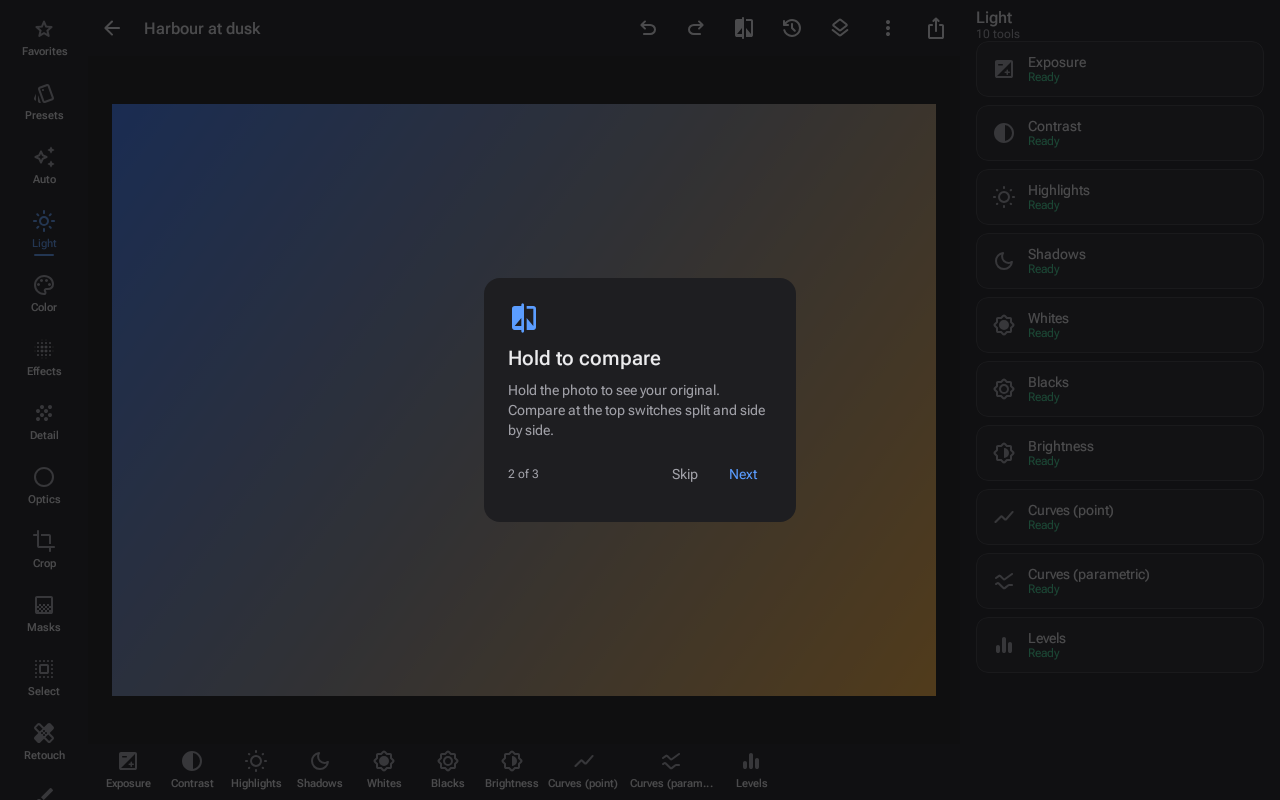 Harbour at dusk
Favorites
Presets
Auto
Light
Color
Effects
Detail
Optics
Crop
Masks
Select
Retouch
Hold to compare
Hold the photo to see your original.
Compare at the top switches split and side
by side.
2 of 3
Skip
Next
Exposure
Contrast
Highlights
Shadows
Whites
Blacks
Brightness
Curves (point)
Curves (param...
Levels
Light
10 tools
Exposure
Ready
Contrast
Ready
Highlights
Ready
Shadows
Ready
Whites
Ready
Blacks
Ready
Brightness
Ready
Curves (point)
Ready
Curves (parametric)
Ready
Levels
Ready